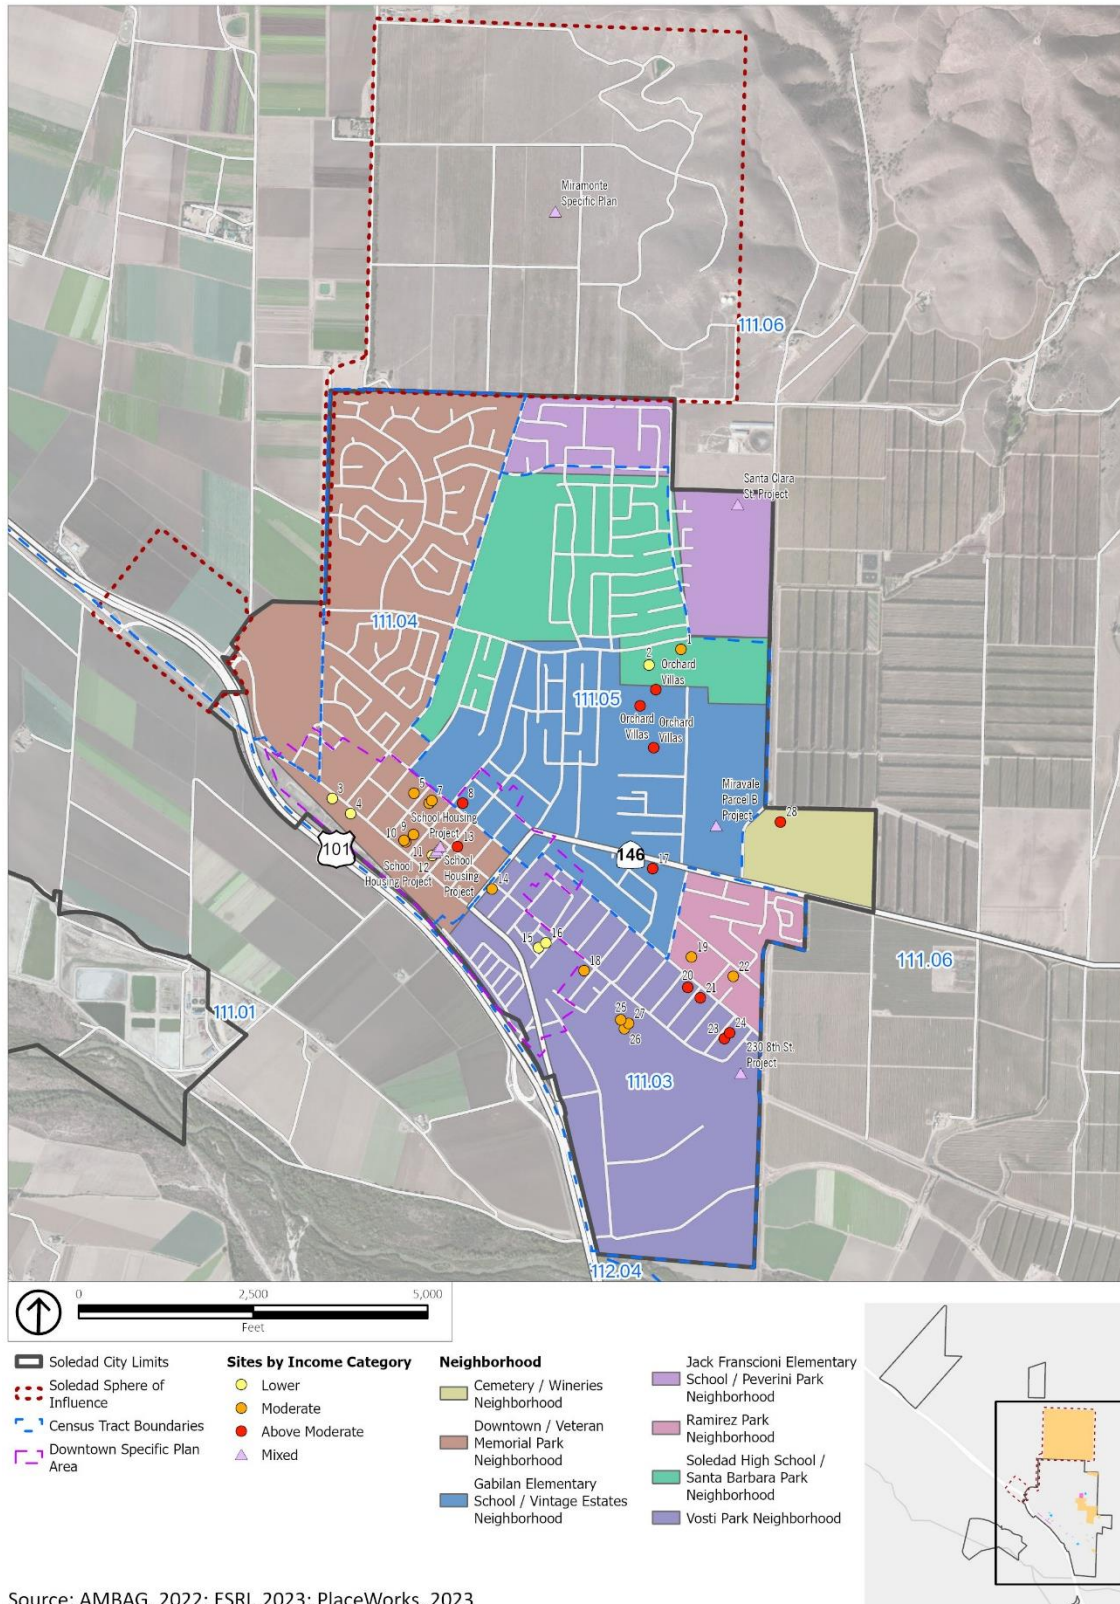 Miramonte
Specific Plan
111.06
Santa Clara
St. Project
111.04
1
2
Orchard
Villas
111.05
Orchard
Villas
Orchard
Villas
3
4
5
7
8
School Housing
Project
Miravale
Parcel B
Project
28
9
10
11
12
13
101
School
Housing Project
School
Housing
Project
146
17
14
15
16
18
19
20
21
22
111.06
111.01
25
27
26
23
24
230 8th St.
Project
111.03
112.04
0
2,500
5,000
Feet
Soledad City Limits
Soledad Sphere of
Influence
Census Tract Boundaries
Downtown Specific Plan
Area
Sites by Income Category
Lower
Moderate
Above Moderate
Mixed
Neighborhood
Cemetery / Wineries
Neighborhood
Downtown / Veteran
Memorial Park
Neighborhood
Gabilan Elementary
School / Vintage Estates
Neighborhood
Jack Franscioni Elementary
School / Peverini Park
Neighborhood
Ramirez Park
Neighborhood
Soledad High School /
Santa Barbara Park
Neighborhood
Vosti Park Neighborhood
Source: AMBAG, 2022; ESRI, 2023; PlaceWorks, 2023